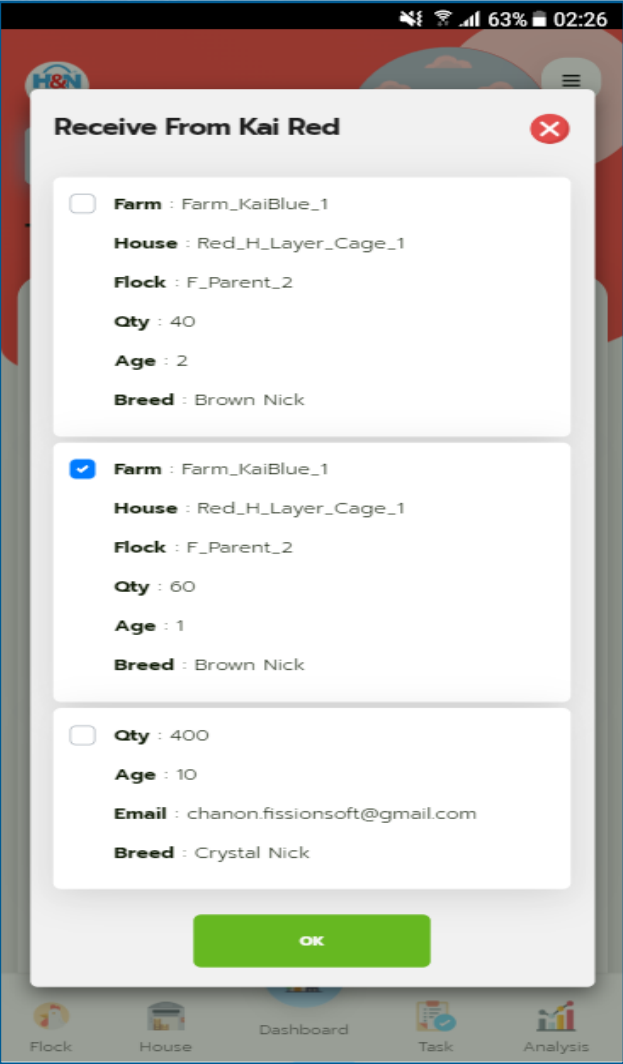 63% 02:26
H&N
Receive From Kai Red
Farm : Farm_KaiBlue_1
House : Red_H_Layer_Cage_1
Flock : F_Parent_2
Qty : 40
Age : 2
Breed : Brown Nick
Farm : Farm_KaiBlue_1
House : Red_H_Layer_Cage_1
Flock : F_Parent_2
Qty : 60
Age : 1
Breed : Brown Nick
Qty : 400
Age : 10
Email : chanon.fissionsoft@gmail.com
Breed : Crystal Nick
OK
Flock House Dashboard Task Analysis